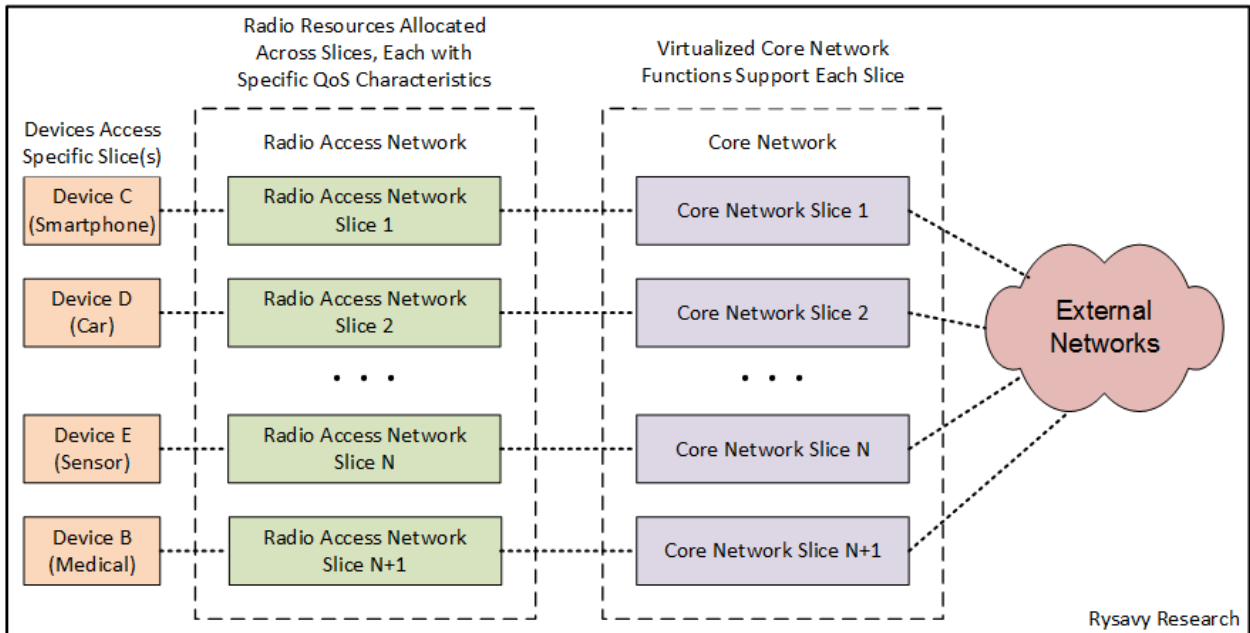 Radio Resources Allocated
Across Slices, Each with
Specific QoS Characteristics
Virtualized Core Network
Functions Support Each Slice
Devices Access
Specific Slice(s)
Radio Access Network
Core Network
Device C
(Smartphone)
Radio Access Network
Slice 1
Core Network Slice 1
Device D
(Car)
Radio Access Network
Slice 2
Core Network Slice 2
External
Networks
. . .
. . .
Device E
(Sensor)
Radio Access Network
Slice N
Core Network Slice N
Device B
(Medical)
Radio Access Network
Slice N+1
Core Network Slice N+1
Rysavy Research